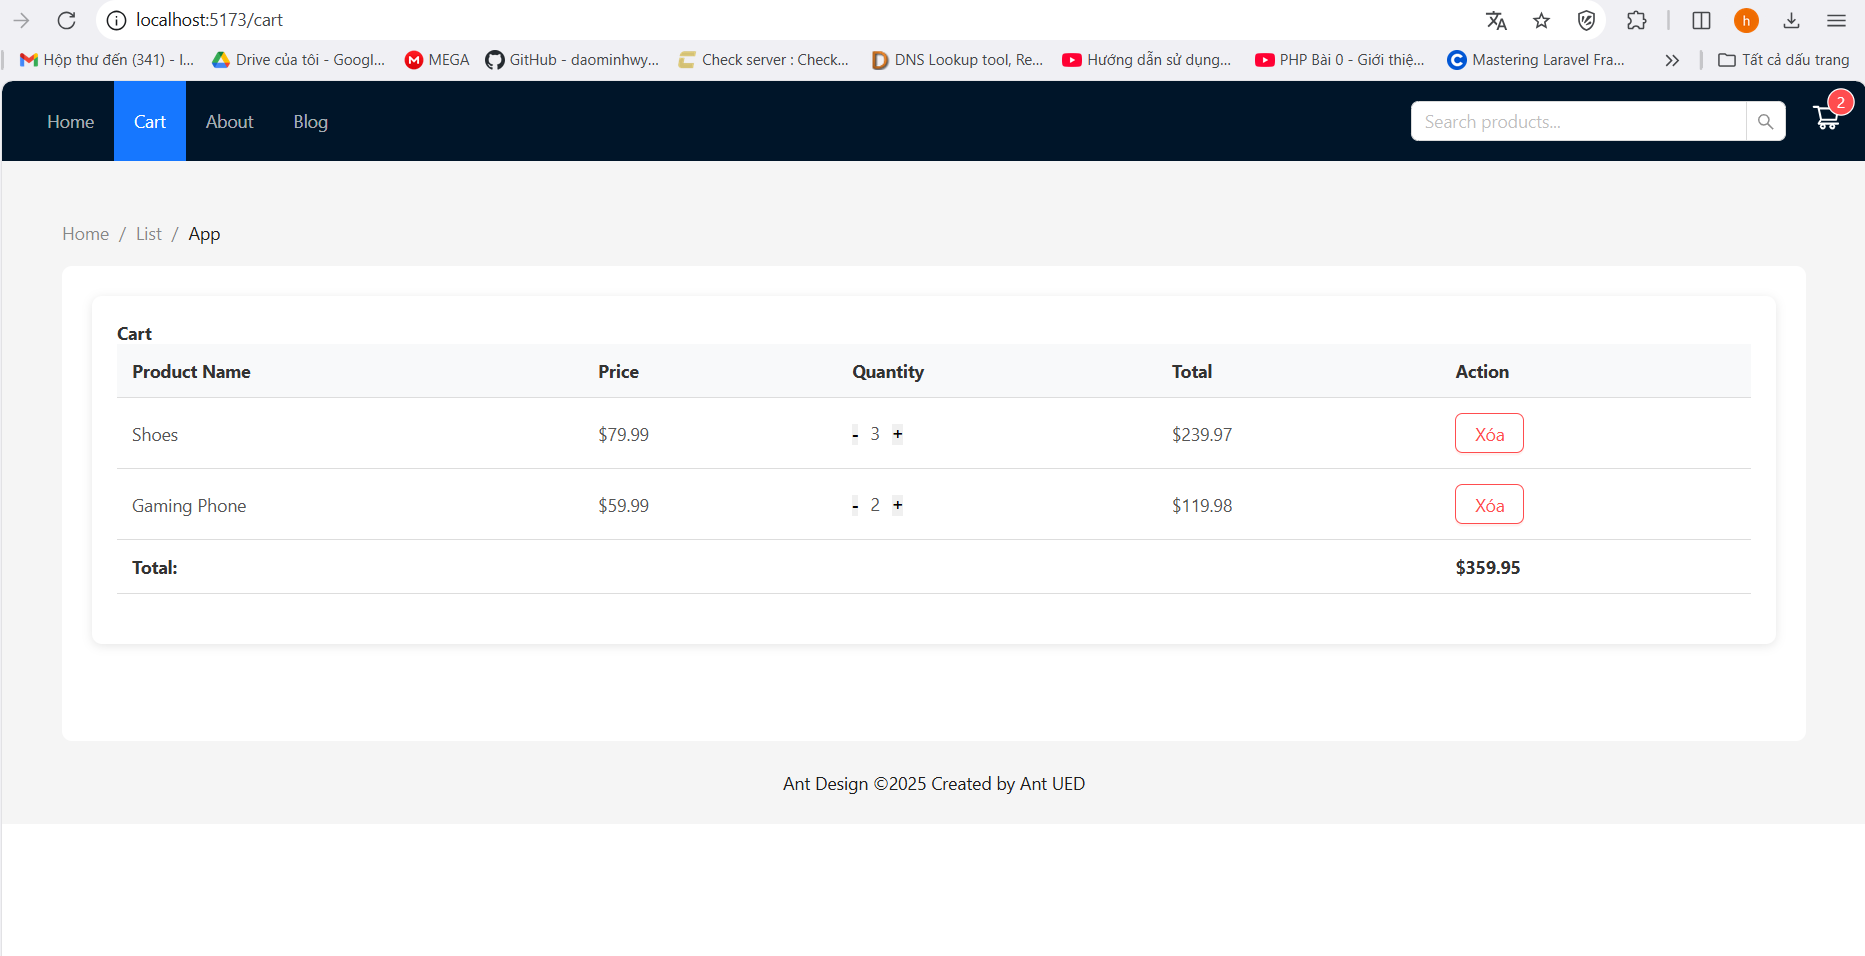 localhost:5173/cart
Hộp thư đến (341) - I... Drive của tôi - Googl... MEGA GitHub - daominhwy... Check server : Check... DNS Lookup tool, Re... Hướng dẫn sử dụng... PHP Bài 0 - Giới thiệ... Mastering Laravel Fra... Tất cả dấu trang
Home Cart About Blog Search products... 2
Home / List / App
Cart
Product Name Price Quantity Total Action
Shoes $79.99 - 3 + $239.97 Xóa
Gaming Phone $59.99 - 2 + $119.98 Xóa
Total: $359.95
Ant Design ©2025 Created by Ant UED